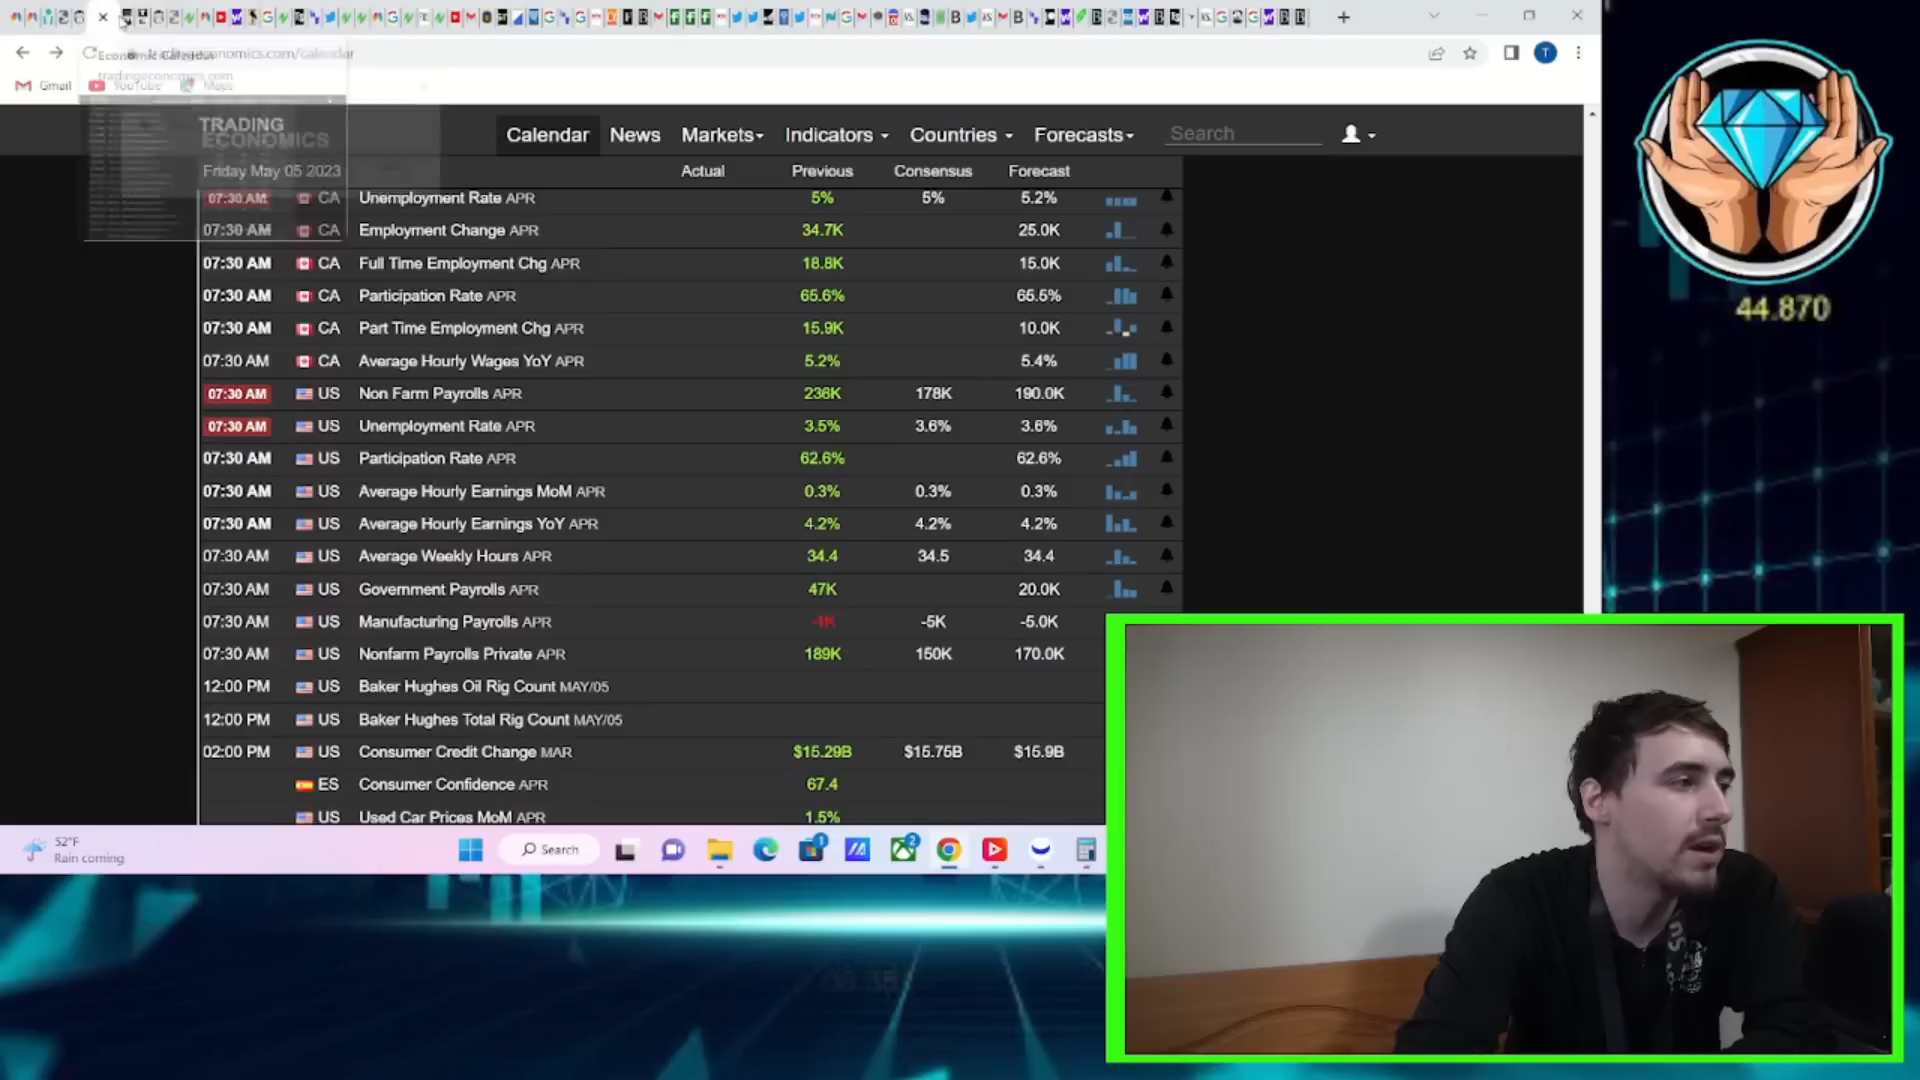 tradingeconomics.com/calendar
Economic Calendar
tradingeconomics.com
Gmail YouTube Maps
TRADING ECONOMICS
Calendar News Markets Indicators Countries Forecasts Search
Friday May 05 2023 Actual Previous Consensus Forecast
07:30 AM CA Unemployment Rate APR 5% 5% 5.2%
07:30 AM CA Employment Change APR 34.7K 25.0K
07:30 AM CA Full Time Employment Chg APR 18.8K 15.0K
07:30 AM CA Participation Rate APR 65.6% 65.5%
07:30 AM CA Part Time Employment Chg APR 15.9K 10.0K
07:30 AM CA Average Hourly Wages YoY APR 5.2% 5.4%
07:30 AM US Non Farm Payrolls APR 236K 178K 190.0K
07:30 AM US Unemployment Rate APR 3.5% 3.6% 3.6%
07:30 AM US Participation Rate APR 62.6% 62.6%
07:30 AM US Average Hourly Earnings MoM APR 0.3% 0.3% 0.3%
07:30 AM US Average Hourly Earnings YoY APR 4.2% 4.2% 4.2%
07:30 AM US Average Weekly Hours APR 34.4 34.5 34.4
07:30 AM US Government Payrolls APR 47K 20.0K
07:30 AM US Manufacturing Payrolls APR -1K -5K -5.0K
07:30 AM US Nonfarm Payrolls Private APR 189K 150K 170.0K
12:00 PM US Baker Hughes Oil Rig Count MAY/05
12:00 PM US Baker Hughes Total Rig Count MAY/05
02:00 PM US Consumer Credit Change MAR $15.29B $15.75B $15.9B
ES Consumer Confidence APR 67.4
US Used Car Prices MoM APR 1.5%
44.870
52°F
Rain coming
Search